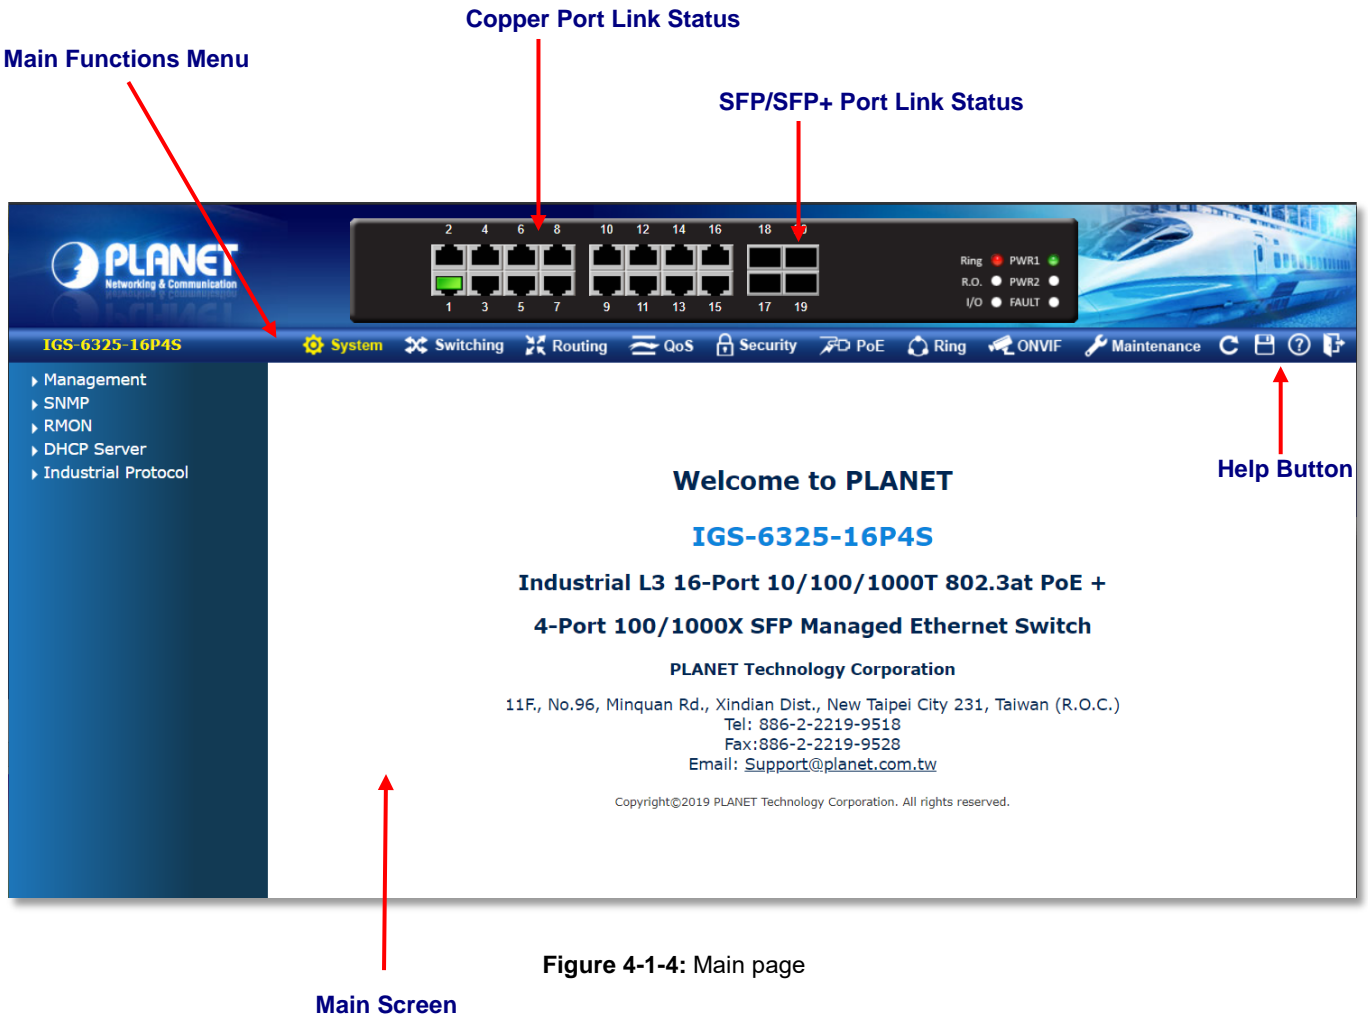 Copper Port Link Status
Main Functions Menu
SFP/SFP+ Port Link Status
PLANET
Networking & Communication
2 4 6 8 10 12 14 16 18
1 3 5 7 9 11 13 15 17 19
Ring PWR1
R.O. PWR2
I/O FAULT
IGS-6325-16P4S
System Switching Routing QoS Security PoE Ring ONVIF Maintenance
Management
SNMP
RMON
DHCP Server
Industrial Protocol
Help Button
Welcome to PLANET
IGS-6325-16P4S
Industrial L3 16-Port 10/100/1000T 802.3at PoE +
4-Port 100/1000X SFP Managed Ethernet Switch
PLANET Technology Corporation
11F., No.96, Minquan Rd., Xindian Dist., New Taipei City 231, Taiwan (R.O.C.)
Tel: 886-2-2219-9518
Fax:886-2-2219-9528
Email: Support@planet.com.tw
Copyright©2019 PLANET Technology Corporation. All rights reserved.
Figure 4-1-4: Main page
Main Screen